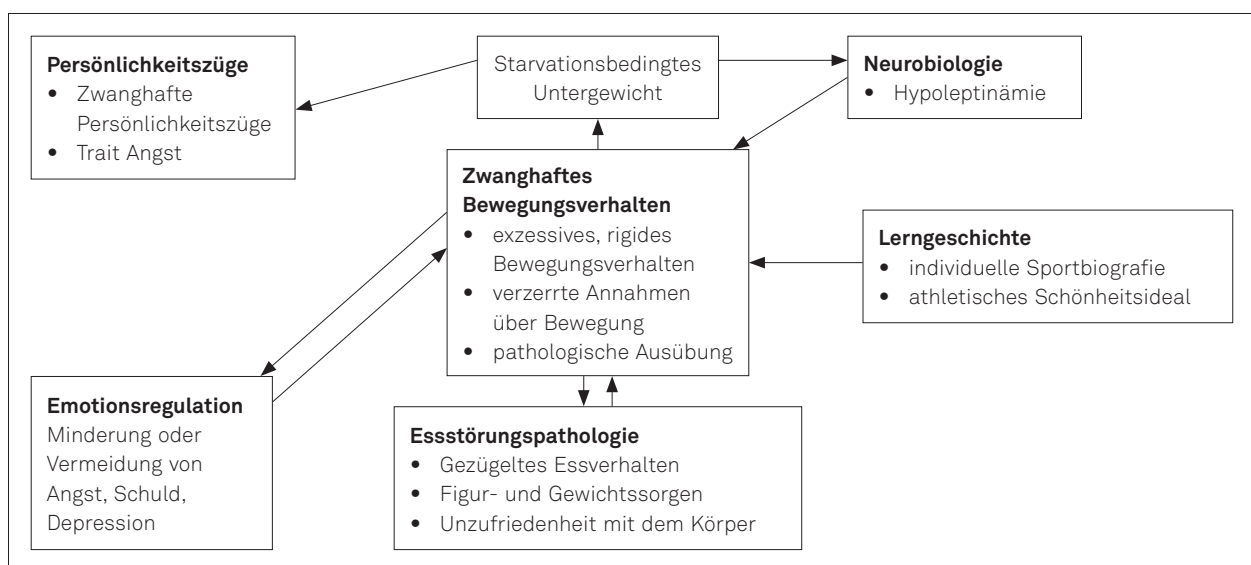 Persönlichkeitszüge
• Zwanghafte
Persönlichkeitszüge
• Trait Angst
Starvationsbedingtes
Untergewicht
Neurobiologie
• Hypoleptinämie
Zwanghaftes
Bewegungsverhalten
• exzessives, rigides
Bewegungsverhalten
• verzerrte Annahmen
über Bewegung
• pathologische Ausübung
Lerngeschichte
• individuelle Sportbiografie
• athletisches Schönheitsideal
Emotionsregulation
Minderung oder
Vermeidung von
Angst, Schuld,
Depression
Essstörungspathologie
• Gezügeltes Essverhalten
• Figur- und Gewichtssorgen
• Unzufriedenheit mit dem Körper